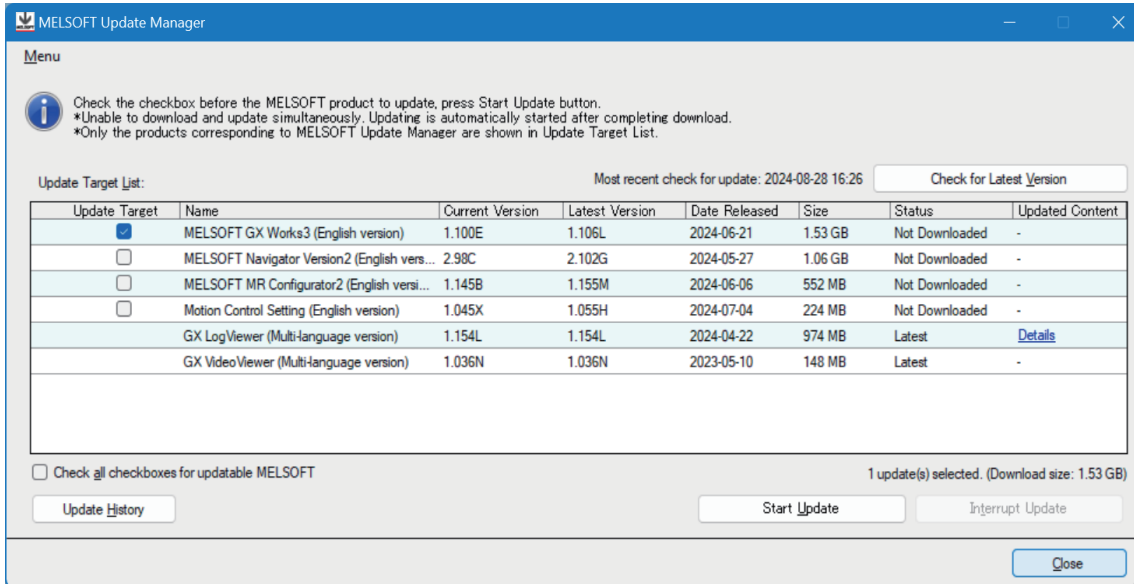 MELSOFT Update Manager
Menu
Check the checkbox before the MELSOFT product to update, press Start Update button.
*Unable to download and update simultaneously. Updating is automatically started after completing download.
*Only the products corresponding to MELSOFT Update Manager are shown in Update Target List.
Update Target List: Most recent check for update: 2024-08-28 16:26 Check for Latest Version
Update Target Name Current Version Latest Version Date Released Size Status Updated Content
MELSOFT GX Works3 (English version) 1.100E 1.106L 2024-06-21 1.53 GB Not Downloaded -
MELSOFT Navigator Version2 (English vers... 2.98C 2.102G 2024-05-27 1.06 GB Not Downloaded -
MELSOFT MR Configurator2 (English versi... 1.145B 1.155M 2024-06-06 552 MB Not Downloaded -
Motion Control Setting (English version) 1.045X 1.055H 2024-07-04 224 MB Not Downloaded -
GX LogViewer (Multi-language version) 1.154L 1.154L 2024-04-22 974 MB Latest Details
GX VideoViewer (Multi-language version) 1.036N 1.036N 2023-05-10 148 MB Latest -
Check all checkboxes for updatable MELSOFT 1 update(s) selected. (Download size: 1.53 GB)
Update History Start Update Interrupt Update
Close